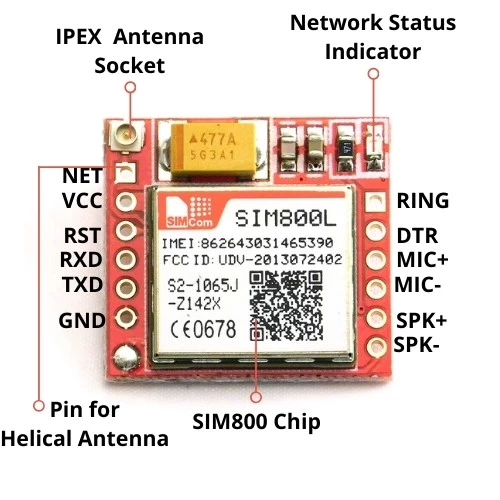 IPEX Antenna
Socket
Network Status
Indicator
477A
5G3A1
NET
VCC
RST
RXD
TXD
GND
RING
DTR
MIC+
MIC-
SPK+
SPK-
SIMCom
SIM800L
IMEI:862643031465390
FCC ID: UDV-2013072402
S2-1065J
-Z142X
CE0678
Pin for
Helical Antenna
SIM800 Chip